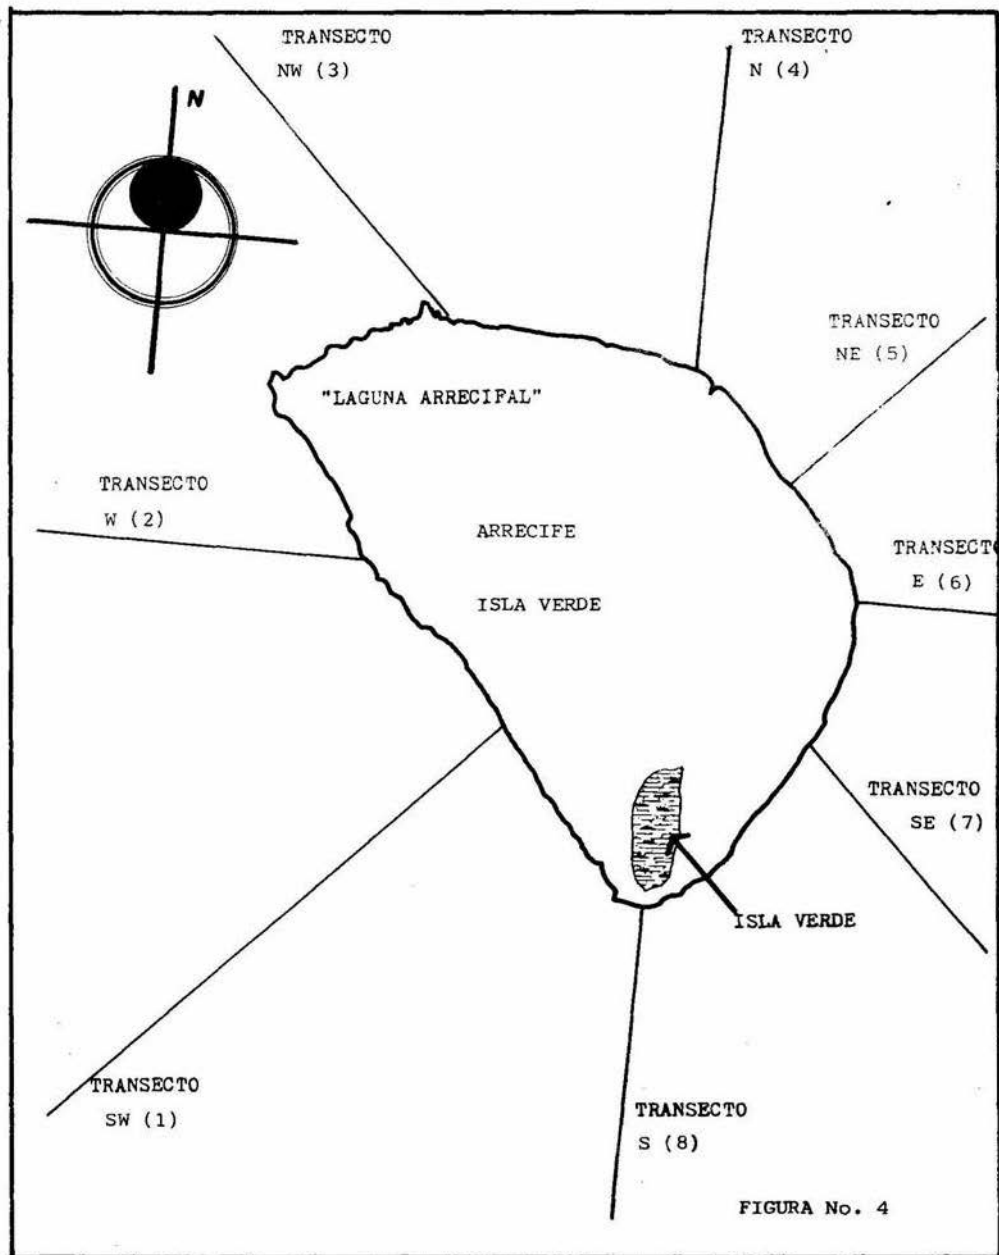 TRANSECTO
NW (3)
TRANSECTO
N (4)
N
TRANSECTO
NE (5)
"LAGUNA ARRECIFAL"
TRANSECTO
W (2)
ARRECIFE
ISLA VERDE
TRANSECTO
E (6)
TRANSECTO
SE (7)
ISLA VERDE
TRANSECTO
SW (1)
TRANSECTO
S (8)
FIGURA No. 4